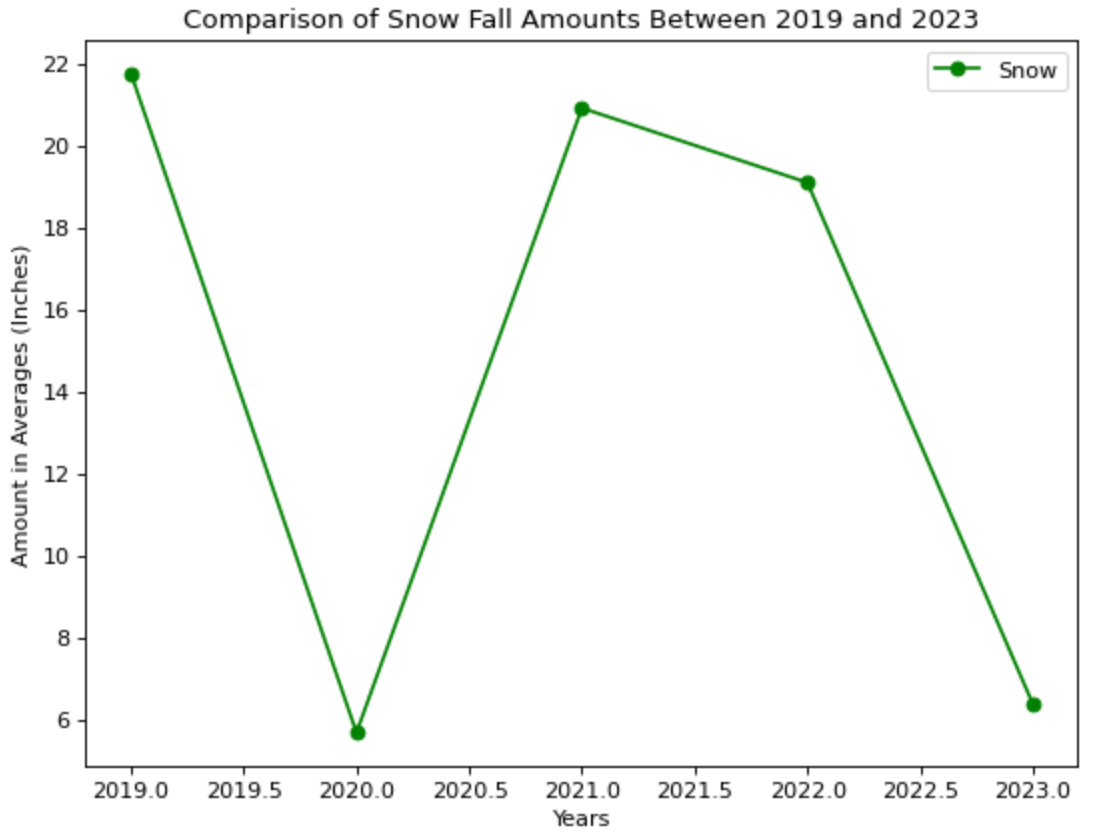 Comparison of Snow Fall Amounts Between 2019 and 2023
Snow
22
20
18
16
14
12
10
8
6
Amount in Averages (Inches)
2019.0 2019.5 2020.0 2020.5 2021.0 2021.5 2022.0 2022.5 2023.0
Years